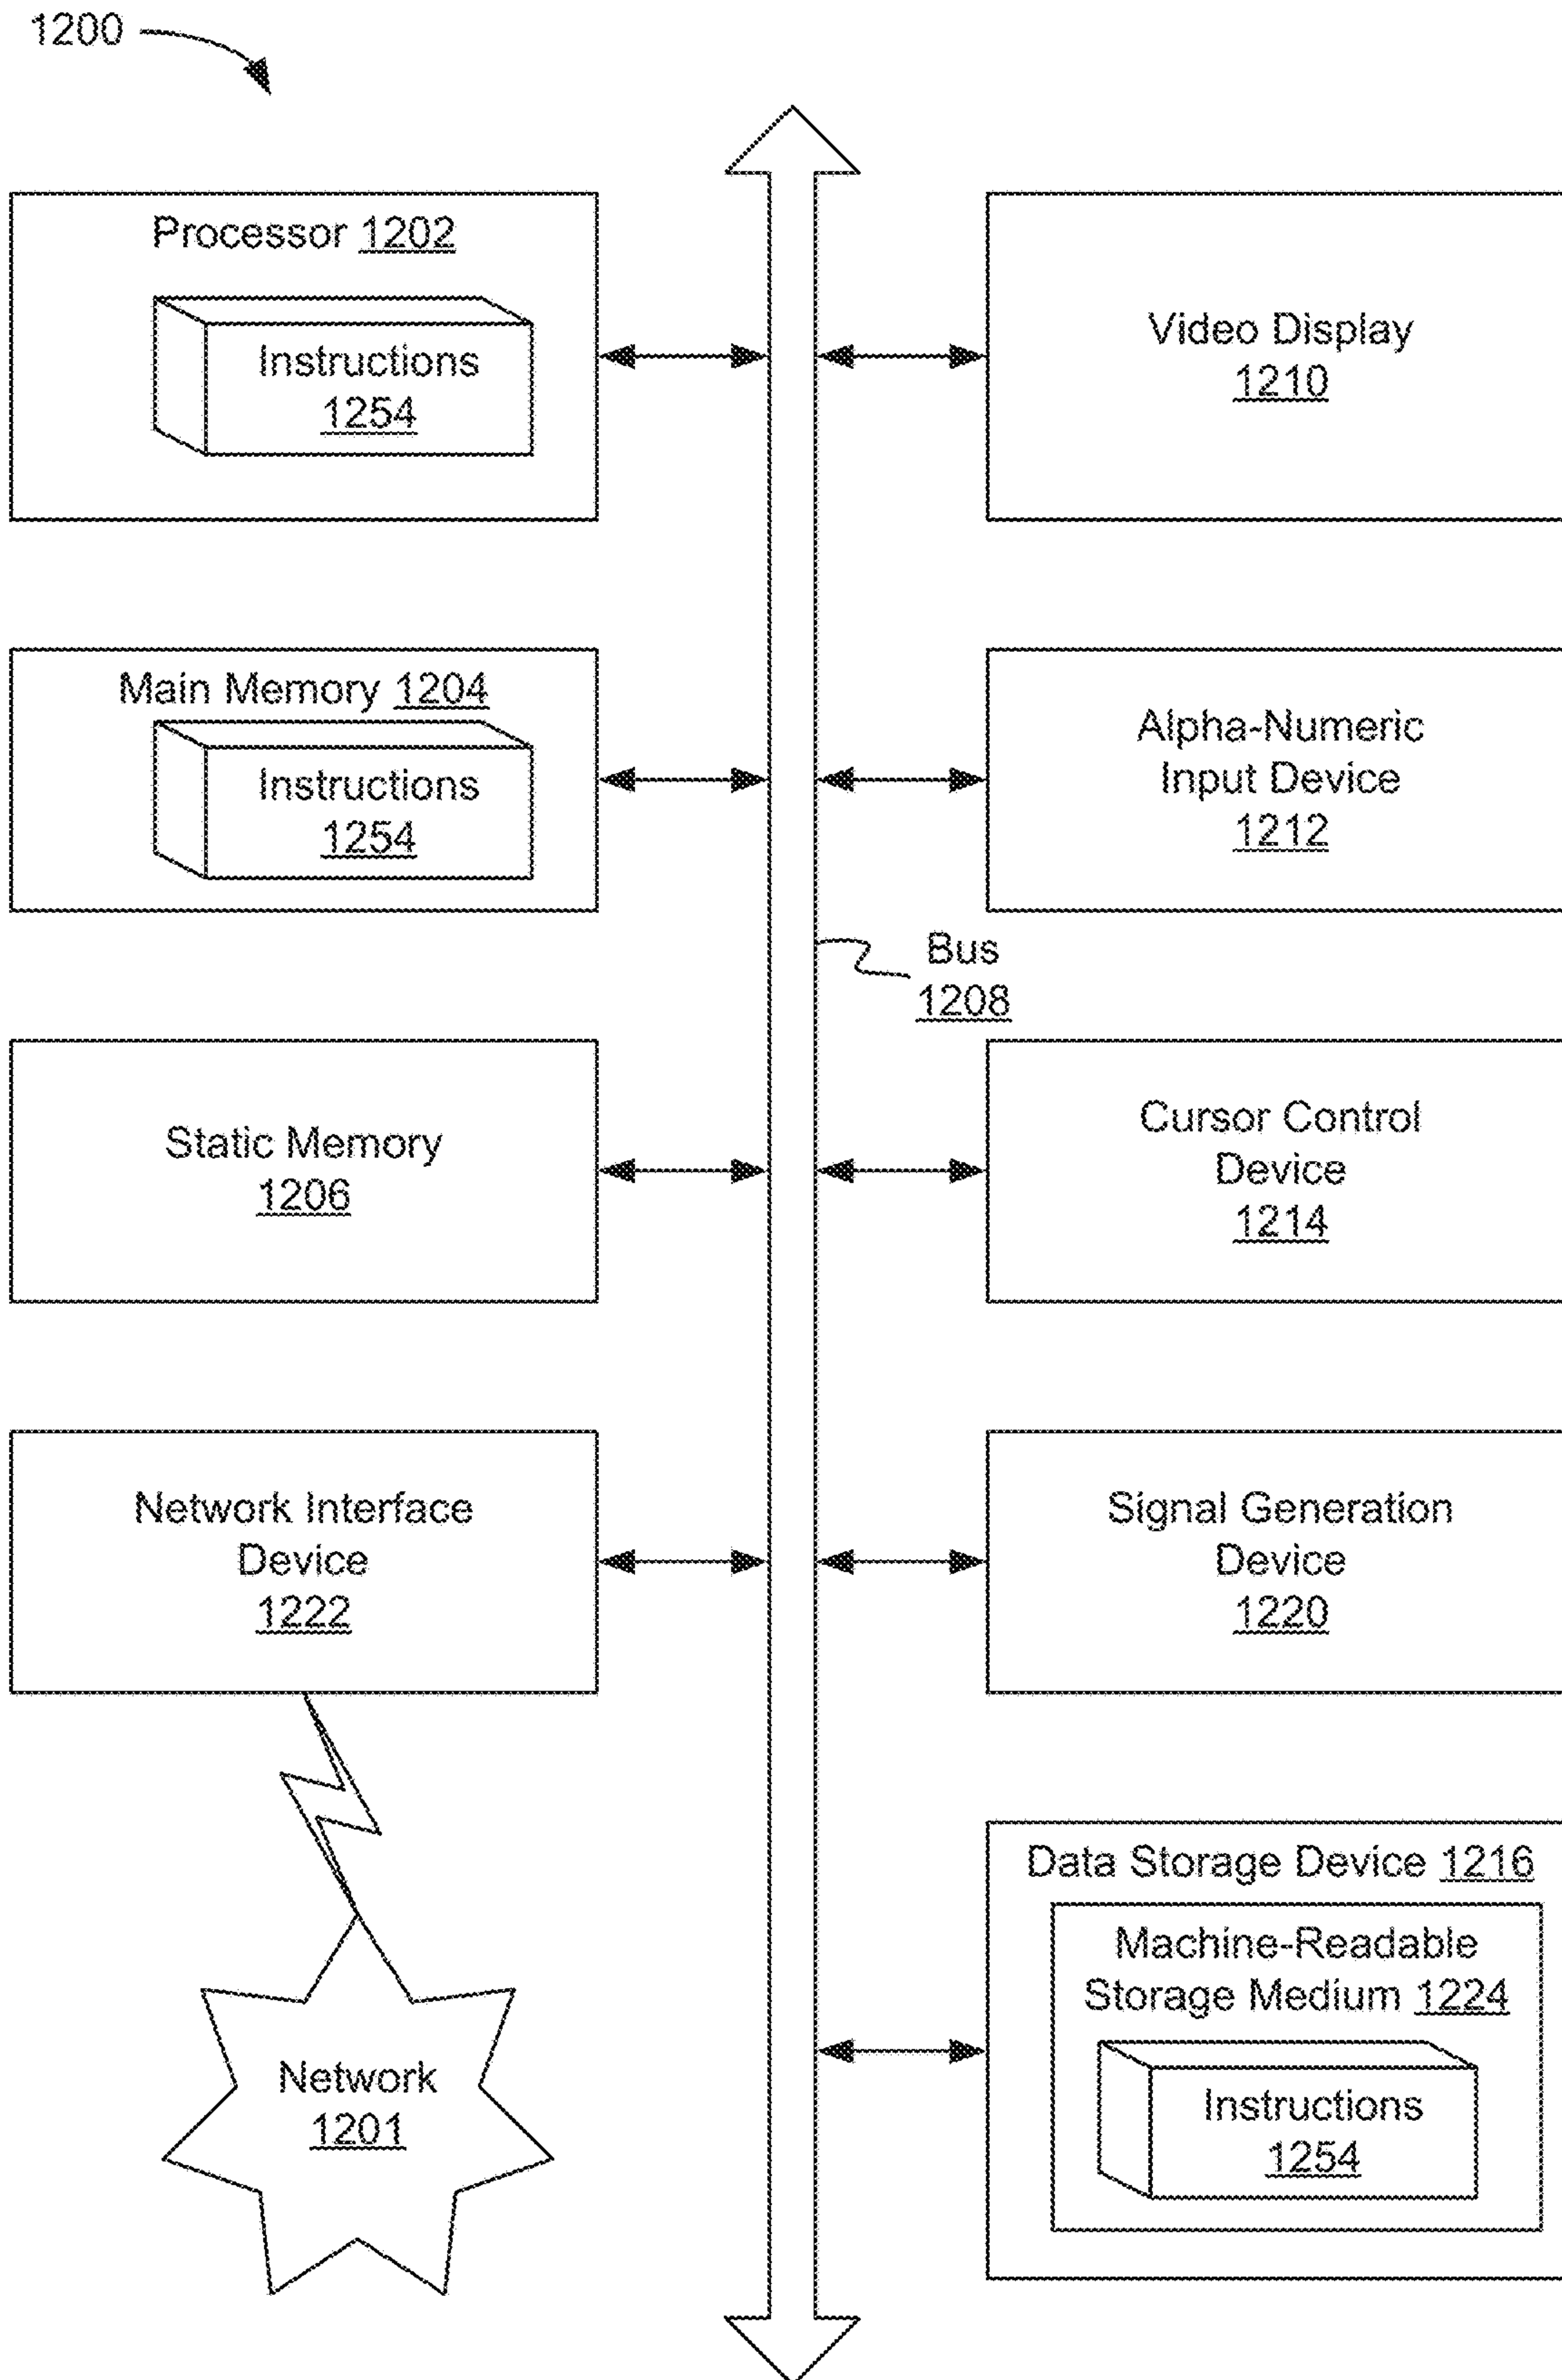 1200
Processor 1202
Instructions
1254
Video Display
1210
Main Memory 1204
Instructions
1254
Alpha-Numeric
Input Device
1212
Bus
1208
Static Memory
1206
Cursor Control
Device
1214
Network Interface
Device
1222
Signal Generation
Device
1220
Data Storage Device 1216
Machine-Readable
Storage Medium 1224
Instructions
1254
Network
1201